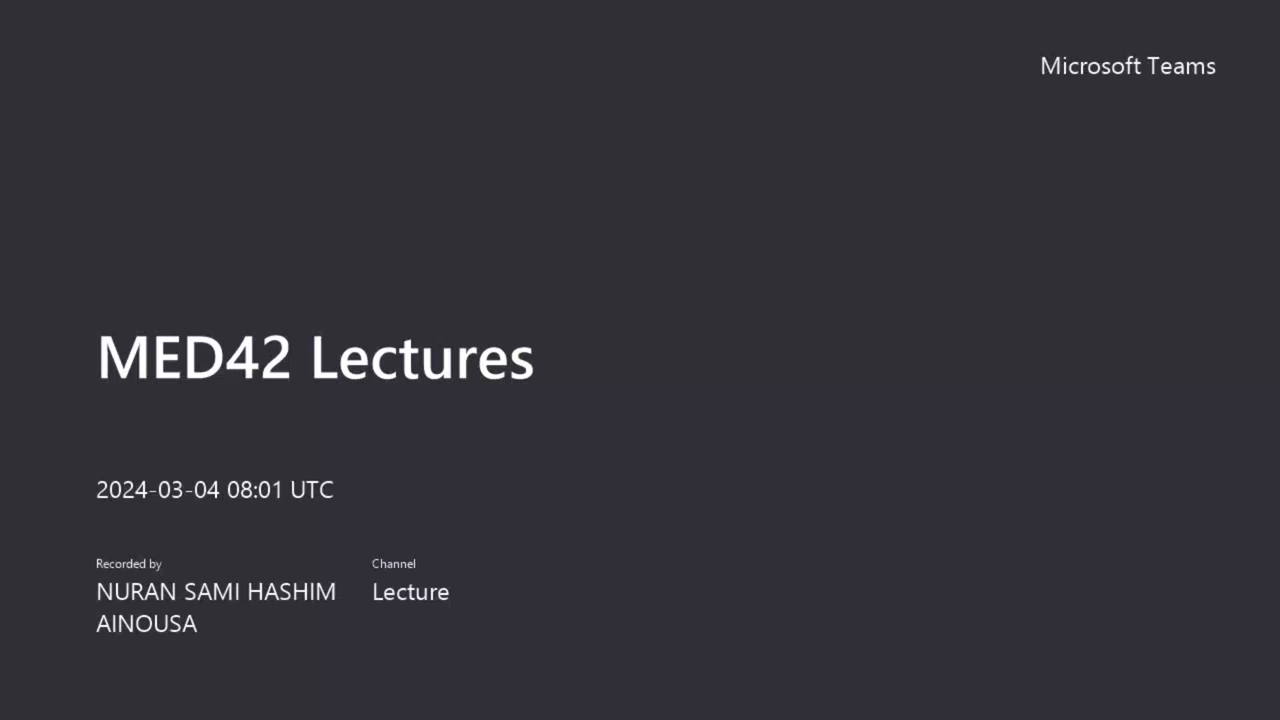 Microsoft Teams
MED42 Lectures
2024-03-04 08:01 UTC
Recorded by
NURAN SAMI HASHIM
AINOUSA
Channel
Lecture